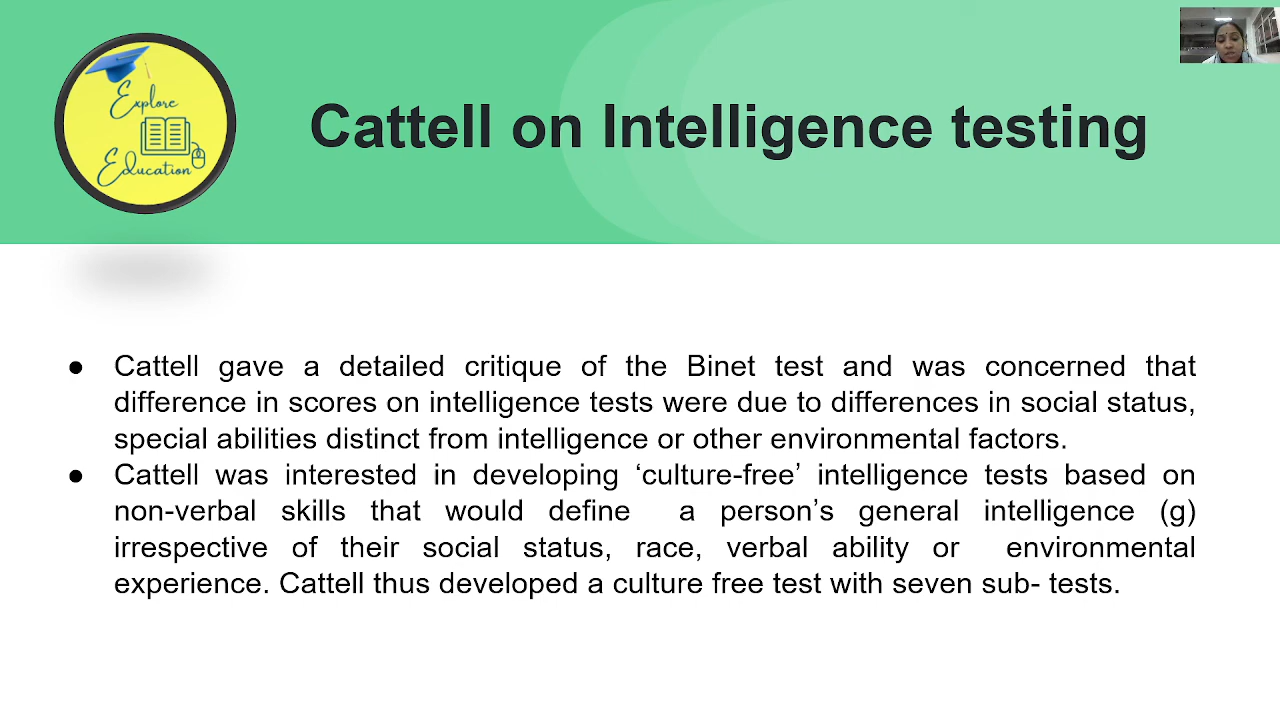 Explore
Education
Cattell on Intelligence testing
● Cattell gave a detailed critique of the Binet test and was concerned that
difference in scores on intelligence tests were due to differences in social status,
special abilities distinct from intelligence or other environmental factors.
● Cattell was interested in developing ‘culture-free’ intelligence tests based on
non-verbal skills that would define a person’s general intelligence (g)
irrespective of their social status, race, verbal ability or environmental
experience. Cattell thus developed a culture free test with seven sub- tests.